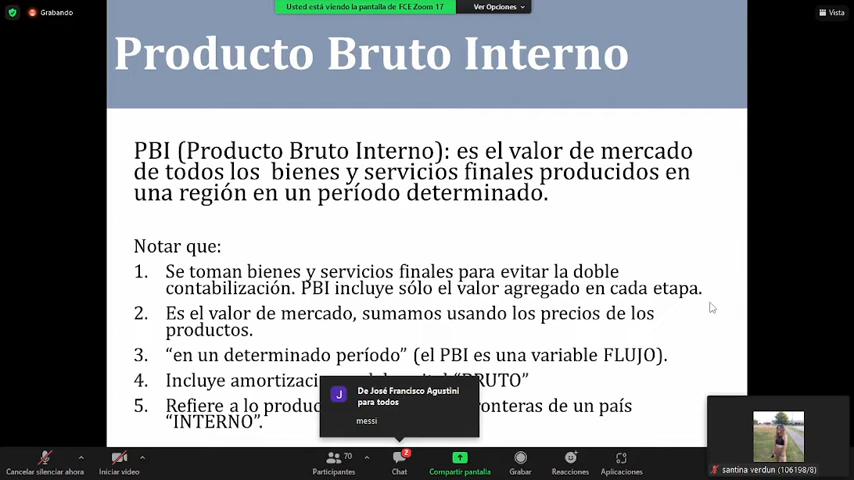 Grabando
Usted está viendo la pantalla de FCE Zoom 17
Ver Opciones
Vista
Producto Bruto Interno
PBI (Producto Bruto Interno): es el valor de mercado
de todos los bienes y servicios finales producidos en
una región en un período determinado.
Notar que:
1. Se toman bienes y servicios finales para evitar la doble
contabilización. PBI incluye sólo el valor agregado en cada etapa.
2. Es el valor de mercado, sumamos usando los precios de los
productos.
3. “en un determinado período” (el PBI es una variable FLUJO).
4. Incluye “BRUTO”
5. Refiere a lo de un país
“INTERNO”.
J
De José Francisco Agustini
para todos
messi
santina verdun (106198/8)
Cancelar silenciar ahora
Iniciar video
70
Participantes
2
Chat
Compartir pantalla
Grabar
Reacciones
Aplicaciones